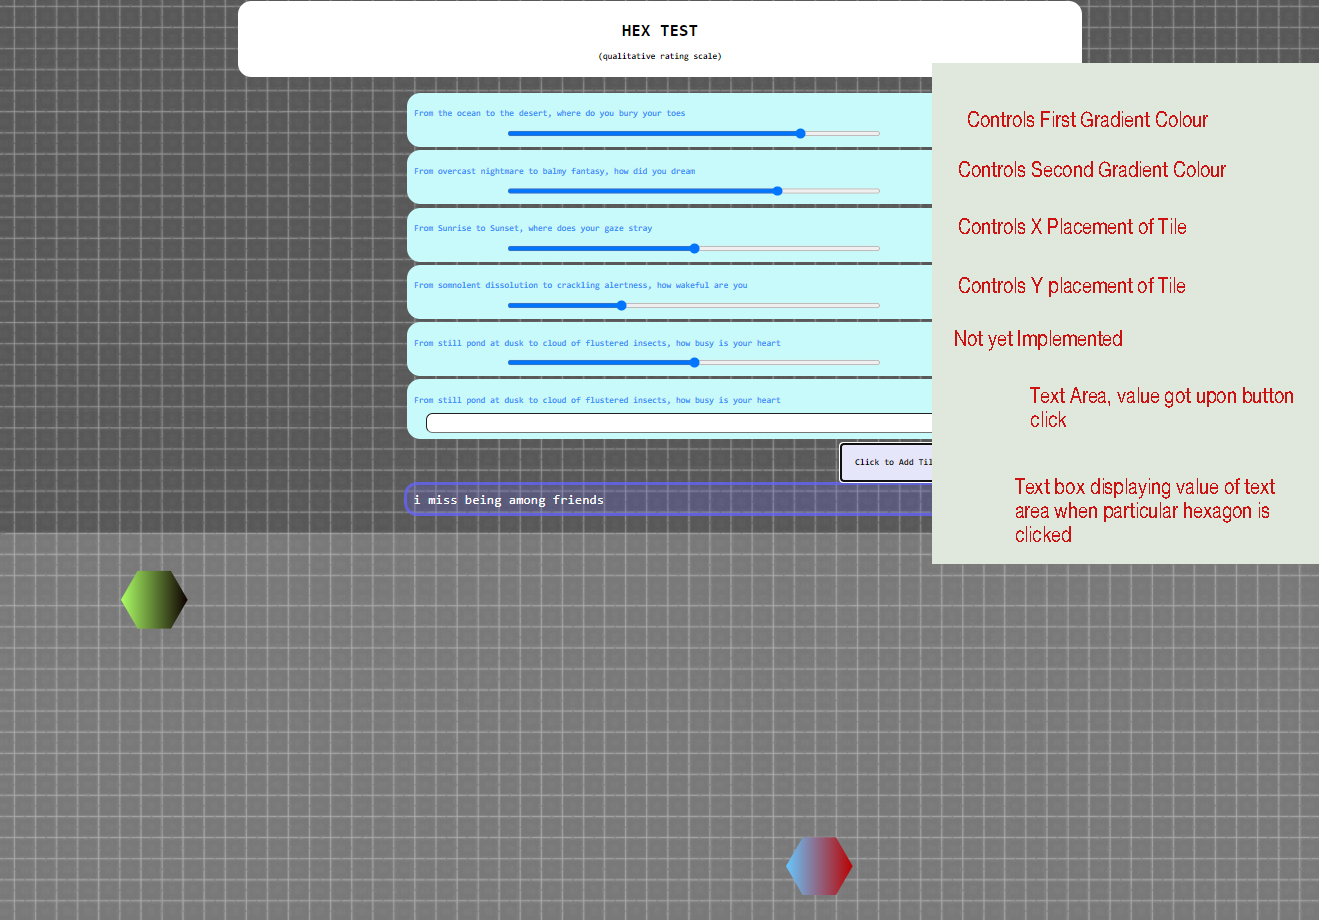 HEX TEST
(qualitative rating scale)
From the ocean to the desert, where do you bury your toes
Controls First Gradient Colour
From overcast nightmare to balmy fantasy, how did you dream
Controls Second Gradient Colour
From Sunrise to Sunset, where does your gaze stray
Controls X Placement of Tile
From somnolent dissolution to crackling alertness, how wakeful are you
Controls Y placement of Tile
From still pond at dusk to cloud of flustered insects, how busy is your heart
Not yet Implemented
From still pond at dusk to cloud of flustered insects, how busy is your heart
Text Area, value got upon button
click
Click to Add Til
i miss being among friends
Text box displaying value of text
area when particular hexagon is
clicked